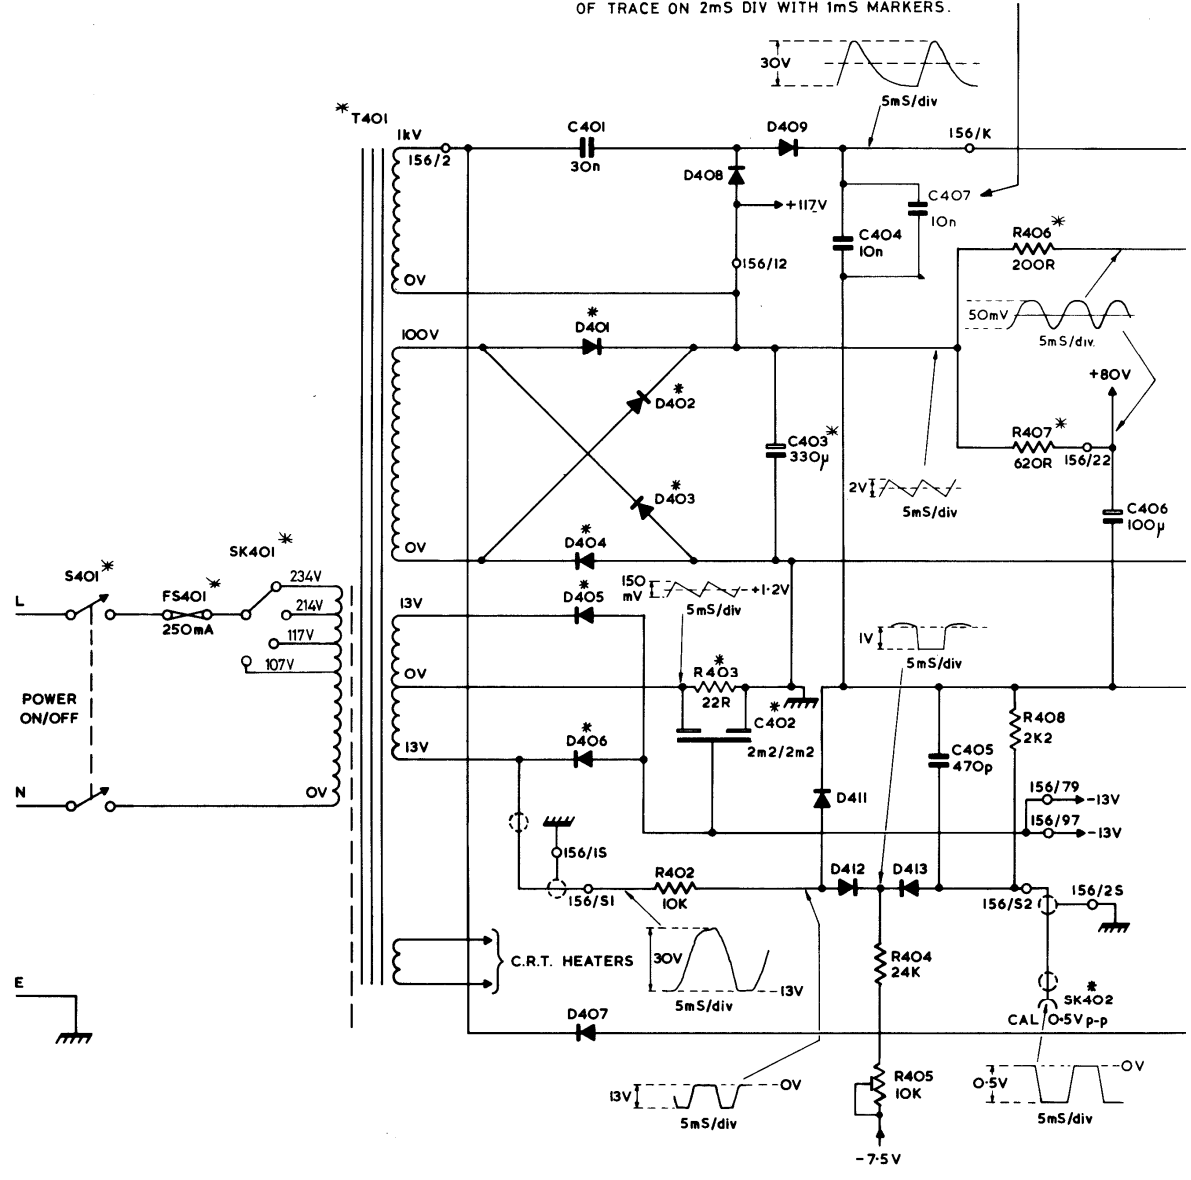 OF TRACE ON 2mS DIV WITH 1mS MARKERS.
30V
5mS/div
*T401
1kV
156/2
C401
30n
D409
156/K
D408
+117V
C407
10n
C404
10n
156/12
0V
R406*
200R
50mV
5mS/div.
100V
*
D401
*
D402
+80V
C403*
330µ
R407*
620R
156/22
*
D403
2V
5mS/div
C406
100µ
*
D404
0V
SK401*
S401*
FS401*
250mA
234V
214V
117V
107V
L
13V
*
D405
150
mV
+1·2V
5mS/div
1V
5mS/div
0V
*
R403
22R
*
C402
2m2/2m2
POWER
ON/OFF
*
D406
13V
R408
2K2
C405
470p
N
0V
D411
156/79
-13V
156/97
-13V
156/1S
R402
10K
156/S1
D412
D413
156/S2
156/2S
C.R.T. HEATERS
30V
-13V
5mS/div
R404
24K
E
*
SK402
CAL 0·5V p-p
D407
13V
0V
5mS/div
R405
10K
0·5V
0V
5mS/div
-7·5V